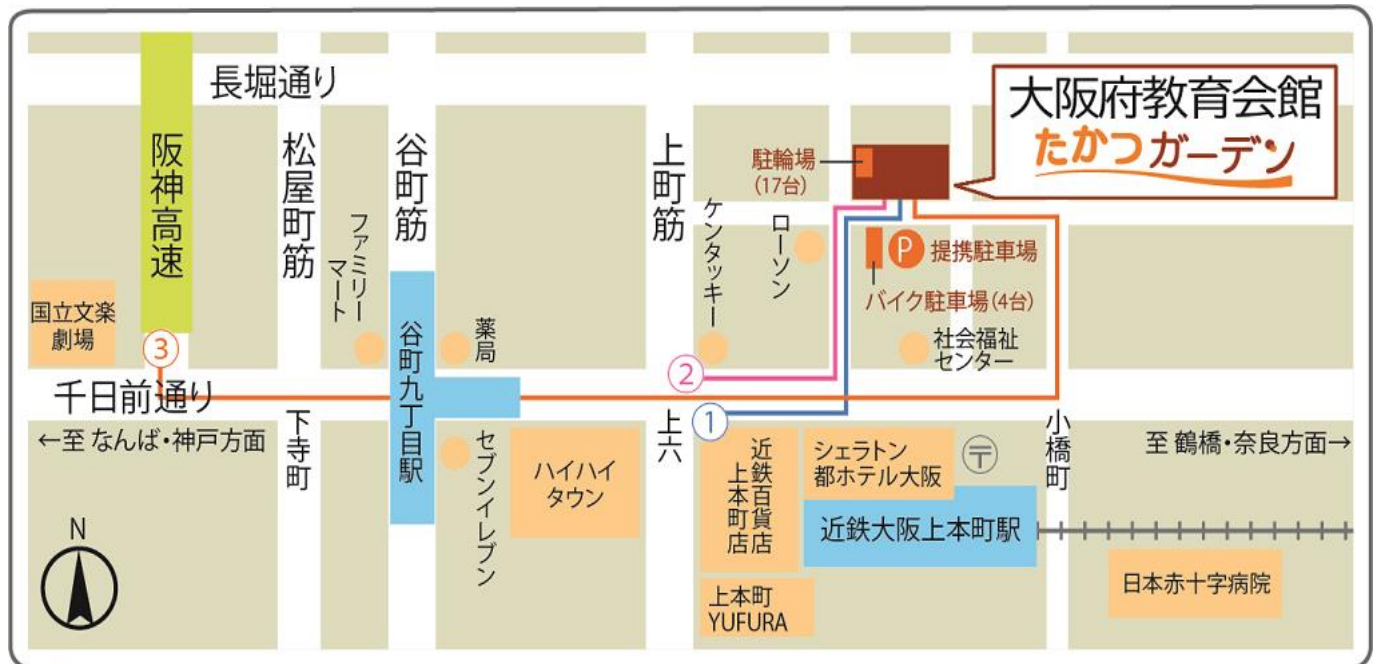 長堀通り
阪神高速
松屋町筋
谷町筋
上町筋
大阪府教育会館
たかつガーデン
駐輪場
(17台)
ファミリー
マート
ケンタッキー
ローソン
P
提携駐車場
バイク駐車場(4台)
国立文楽
劇場
3
谷町九丁目駅
薬局
社会福祉
センター
2
千日前通り
1
←至 なんば・神戸方面
下寺町
セブンイレブン
ハイハイ
タウン
上六
近鉄百貨店
上本町店
シェラトン
都ホテル大阪
〒
小橋町
至 鶴橋・奈良方面→
近鉄大阪上本町駅
N
上本町
YUFURA
日本赤十字病院